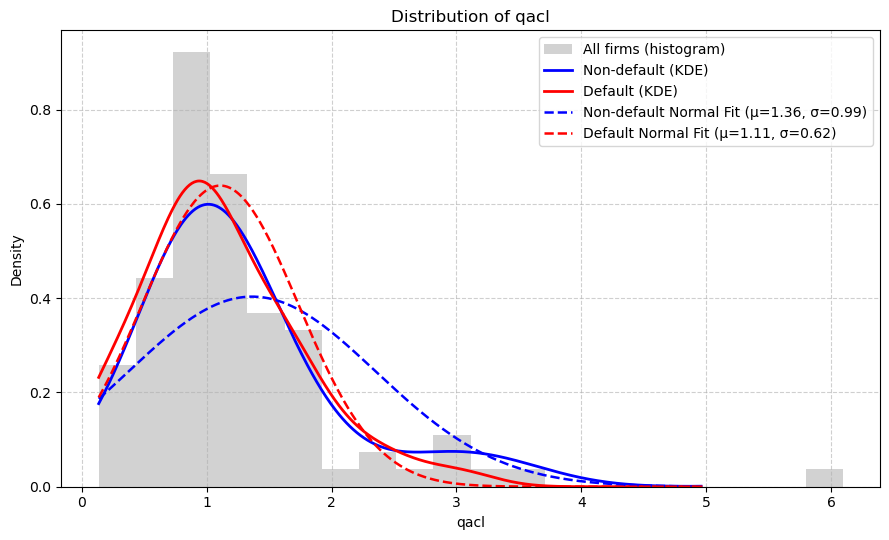 Distribution of qacl
All firms (histogram)
Non-default (KDE)
Default (KDE)
Non-default Normal Fit (μ=1.36, σ=0.99)
Default Normal Fit (μ=1.11, σ=0.62)
Density
0.8
0.6
0.4
0.2
0.0
0 1 2 3 4 5 6
qacl